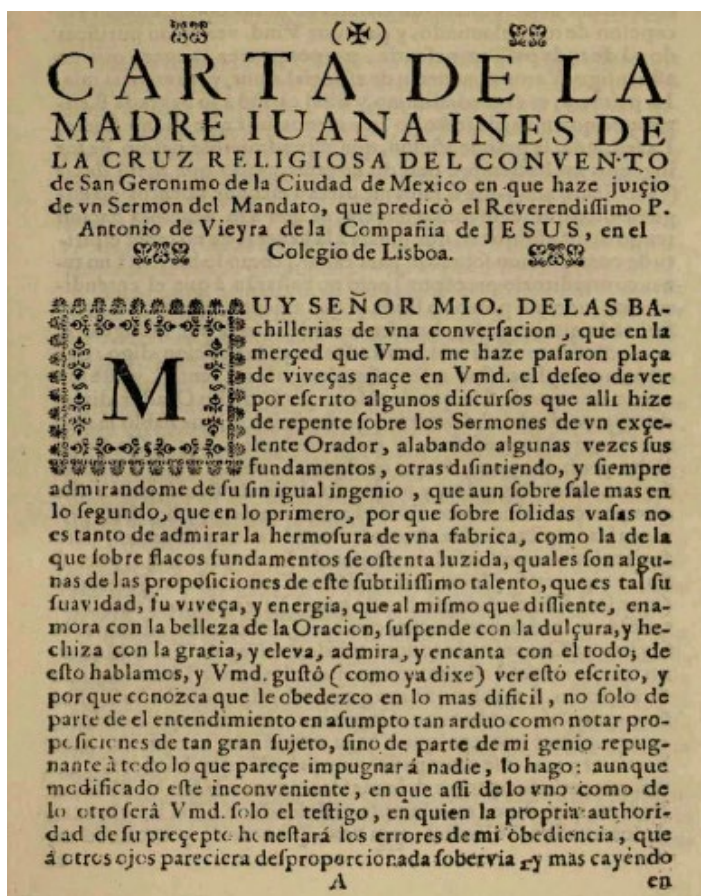 (✠)
CARTA DE LA
MADRE IUANA INES DE
LA CRUZ RELIGIOSA DEL CONVENTO
de San Geronimo de la Ciudad de Mexico en que haze juiçio
de vn Sermon del Mandato, que predicò el Reverendiſſimo P.
Antonio de Vieyra de la Compañia de JESUS, en el
Colegio de Lisboa.
MUY SEÑOR MIO. DE LAS BA-
chillerias de vna converſacion, que en la
merçed que Vmd. me haze paſaron plaça
de viveças naçe en Vmd. el deſeo de ver
por eſcrito algunos diſcurſos que alli hize
de repente ſobre los Sermones de vn exçe-
lente Orador, alabando algunas vezes ſus
fundamentos, otras diſintiendo, y ſiempre
admirandome de ſu ſin igual ingenio, que aun ſobre ſale mas en
lo ſegundo, que en lo primero, por que ſobre ſolidas vaſas no
es tanto de admirar la hermoſura de vna fabrica, como la de la
que ſobre flacos fundamentos ſe oſtenta luzida, quales ſon algu-
nas de las propoſiciones de eſte ſubtiliſſimo talento, que es tal ſu
ſuavidad, ſu viveça, y energia, que al miſmo que diſſiente, ena-
mora con la belleza de la Oracion, ſuſpende con la dulçura, y he-
chiza con la gracia, y eleva, admira, y encanta con el todo; de
eſto hablamos, y Vmd. guſtò (como ya dixe) ver eſtò eſcrito, y
por que conozca que le obedezco en lo mas dificil, no ſolo de
parte de el entendimiento en aſumpto tan arduo como notar pro-
poſiciones de tan gran ſujeto, ſino de parte de mi genio repug-
nante à todo lo que pareçe impugnar á nadie, lo hago: aunque
modificado eſte inconveniente, en que aſſi de lo vno como de
lo otro ſerà Vmd. ſolo el teſtigo, en quien la propria authori-
dad de ſu preçepto honeſtará los errores de mi obediencia, que
á otros ojos pareciera deſproporcionada ſobervia, y mas cayendo
A
en